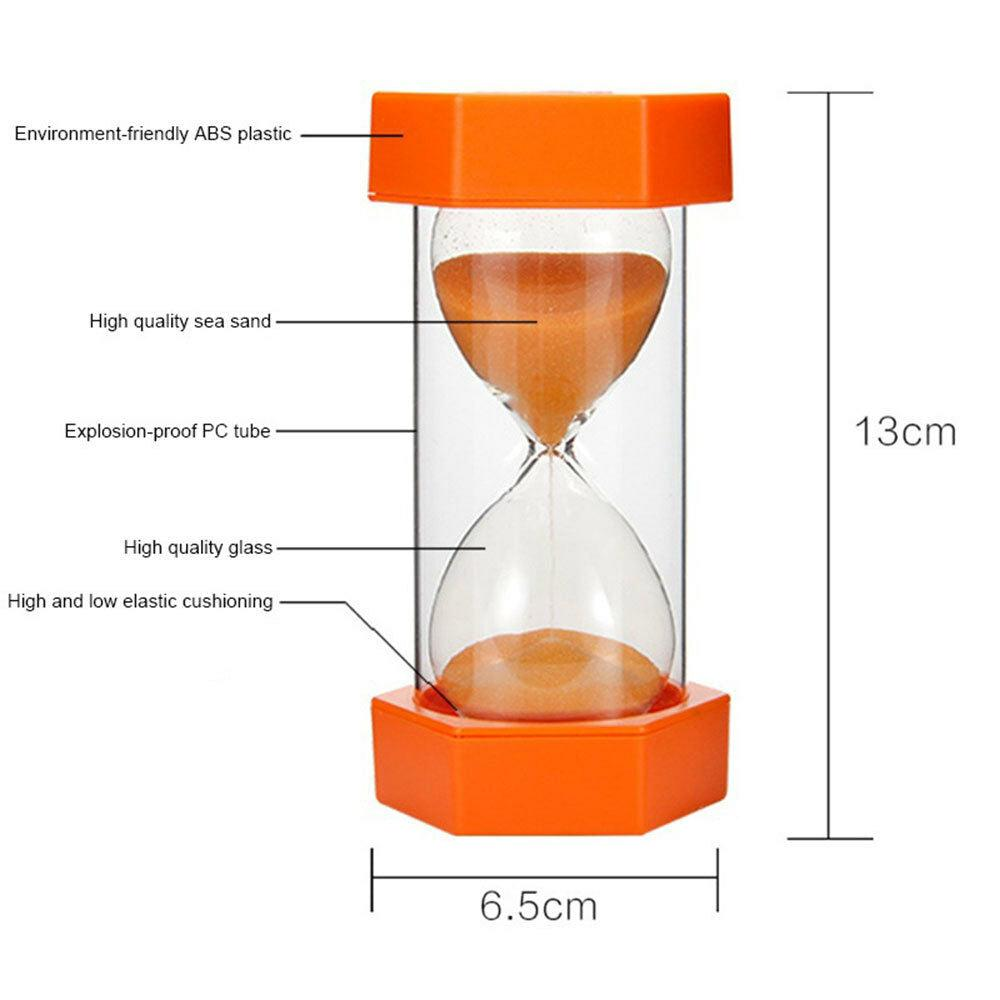 Environment-friendly ABS plastic
High quality sea sand
Explosion-proof PC tube
13cm
High quality glass
High and low elastic cushioning
6.5cm